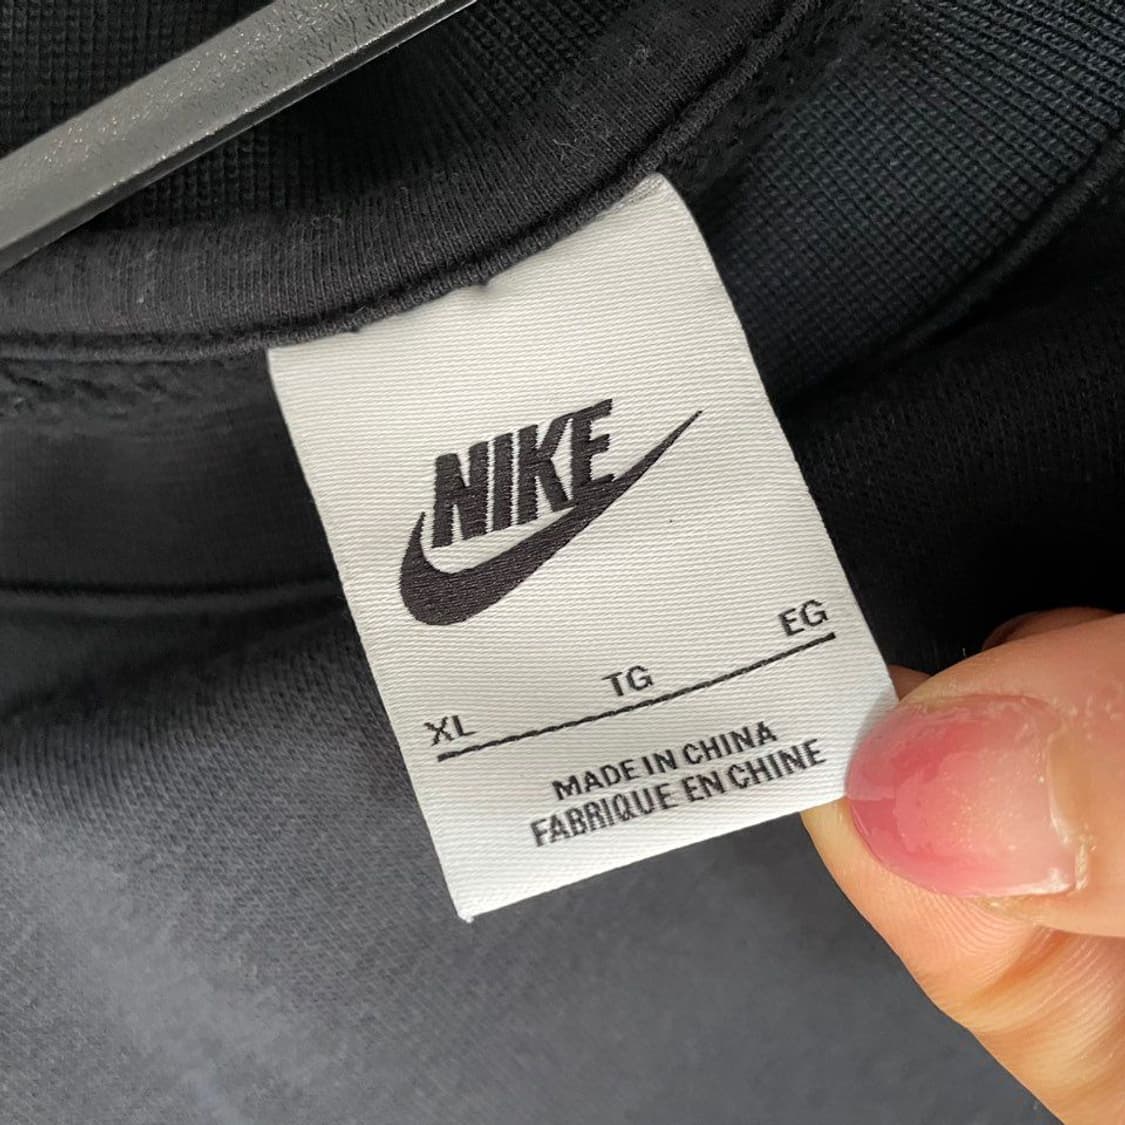 NIKE
XL TG EG
MADE IN CHINA
FABRIQUE EN CHINE